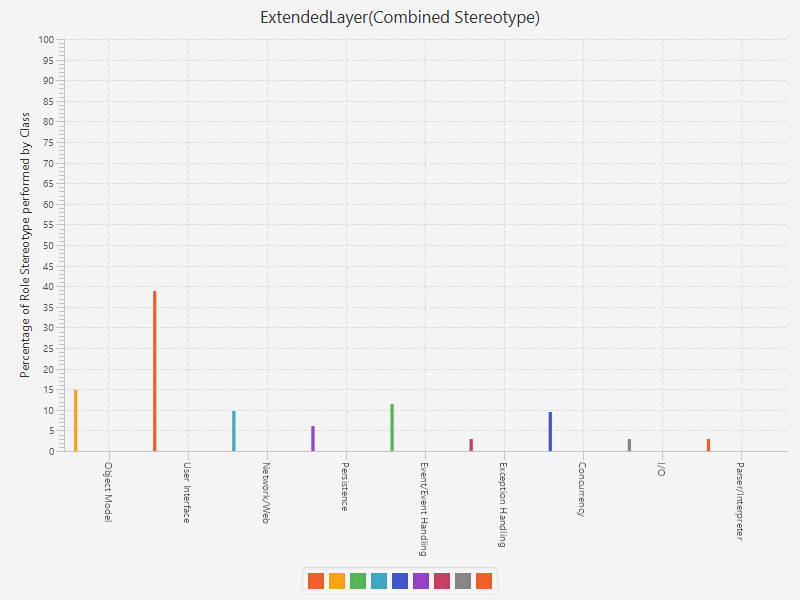 ExtendedLayer(Combined Stereotype)
Percentage of Role Stereotype performed by Class
100
95
90
85
80
75
70
65
60
55
50
45
40
35
30
25
20
15
10
5
0
Object Model
User Interface
Network/Web
Persistence
Event/Event Handling
Exception Handling
Concurrency
I/O
Parser/Interpreter